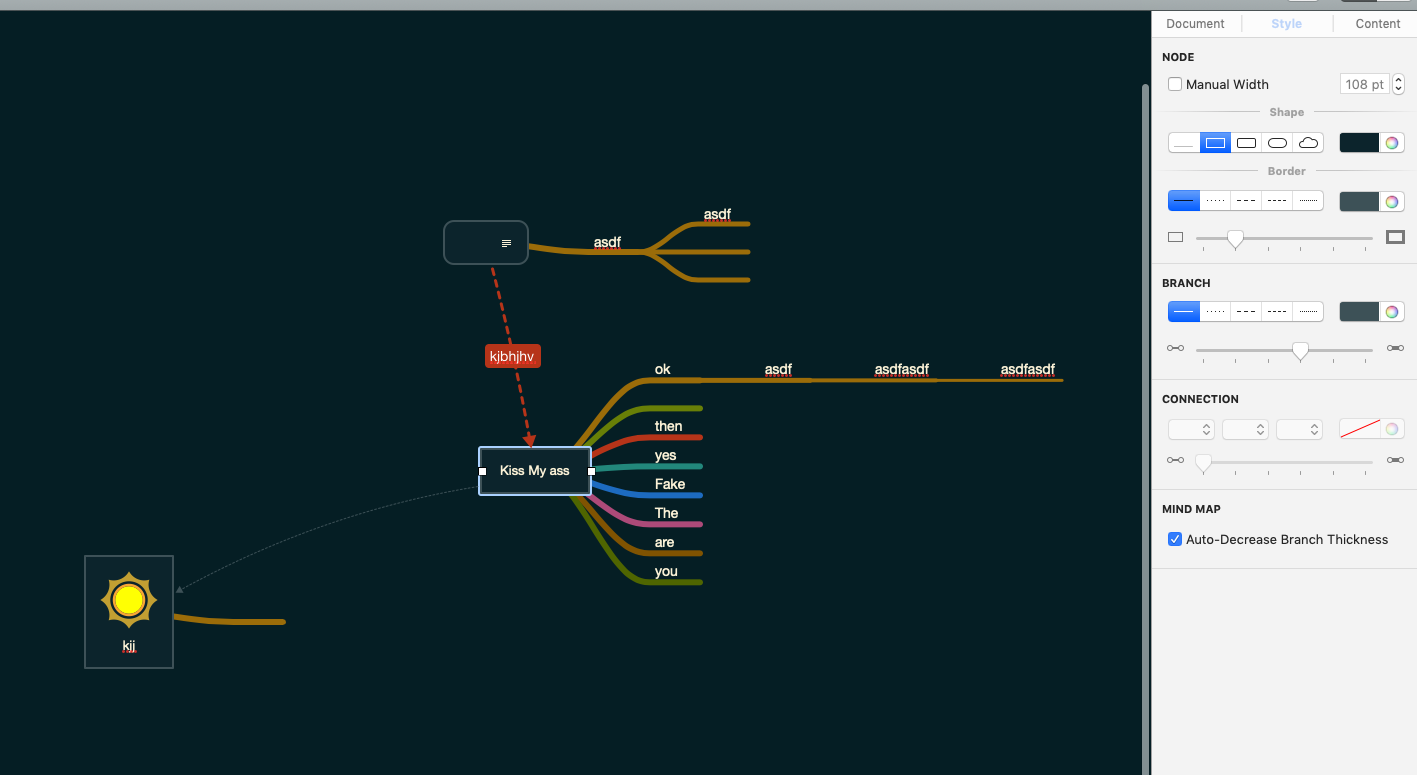 Document
Style
Content
NODE
Manual Width
108 pt
Shape
Border
BRANCH
CONNECTION
MIND MAP
Auto-Decrease Branch Thickness
asdf
asdf
kjbhjhv
ok
asdf
asdfasdf
asdfasdf
then
yes
Kiss My ass
Fake
The
are
you
kjj